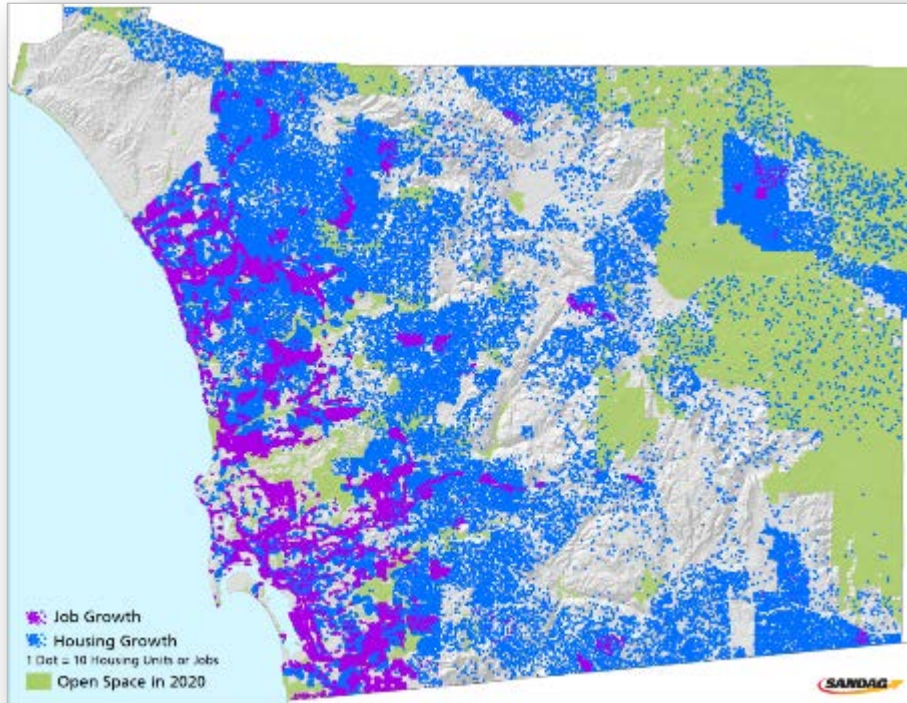 Job Growth
Housing Growth
1 Dot = 10 Housing Units or Jobs
Open Space in 2020
SANDAG